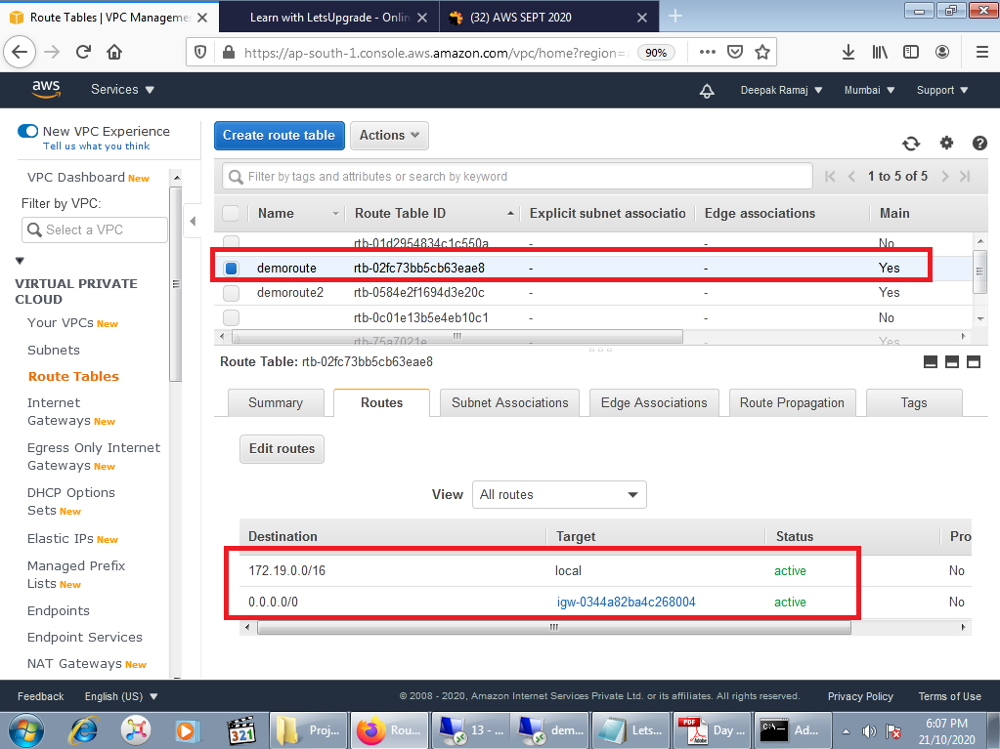 Route Tables | VPC Manageme
Learn with LetsUpgrade - Onlin
(32) AWS SEPT 2020
https://ap-south-1.console.aws.amazon.com/vpc/home?region=
90%
aws
Services
Deepak Ramaj
Mumbai
Support
New VPC Experience
Tell us what you think
VPC Dashboard New
Filter by VPC:
Select a VPC
VIRTUAL PRIVATE
CLOUD
Your VPCs New
Subnets
Route Tables
Internet
Gateways New
Egress Only Internet
Gateways New
DHCP Options
Sets New
Elastic IPs New
Managed Prefix
Lists New
Endpoints
Endpoint Services
NAT Gateways New
Create route table
Actions
Filter by tags and attributes or search by keyword
1 to 5 of 5
Name Route Table ID Explicit subnet associatio Edge associations Main
rtb-01d2954834c1c550a - - No
demoroute rtb-02fc73bb5cb63eae8 - - Yes
demoroute2 rtb-0584e2f1694d3e20c - - Yes
rtb-0c01e13b5e4eb10c1 - - No
rtb-75a7021e - - Yes
Route Table: rtb-02fc73bb5cb63eae8
Summary Routes Subnet Associations Edge Associations Route Propagation Tags
Edit routes
View All routes
Destination Target Status Pro
172.19.0.0/16 local active No
0.0.0.0/0 igw-0344a82ba4c268004 active No
Feedback
English (US)
© 2008 - 2020, Amazon Internet Services Private Ltd. or its affiliates. All rights reserved.
Privacy Policy
Terms of Use
321
Proj...
Rou...
13 - ...
dem...
Lets...
PDF
Adobe
Day ...
C:\_
Ad...
6:07 PM
21/10/2020